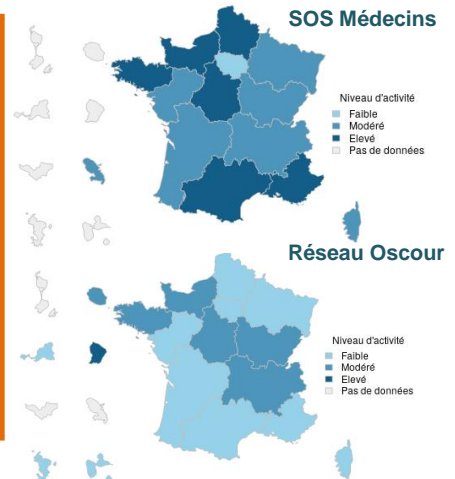 SOS Médecins
Niveau d'activité
Faible
Modéré
Elevé
Pas de données
Réseau Oscour
Niveau d'activité
Faible
Modéré
Elevé
Pas de données